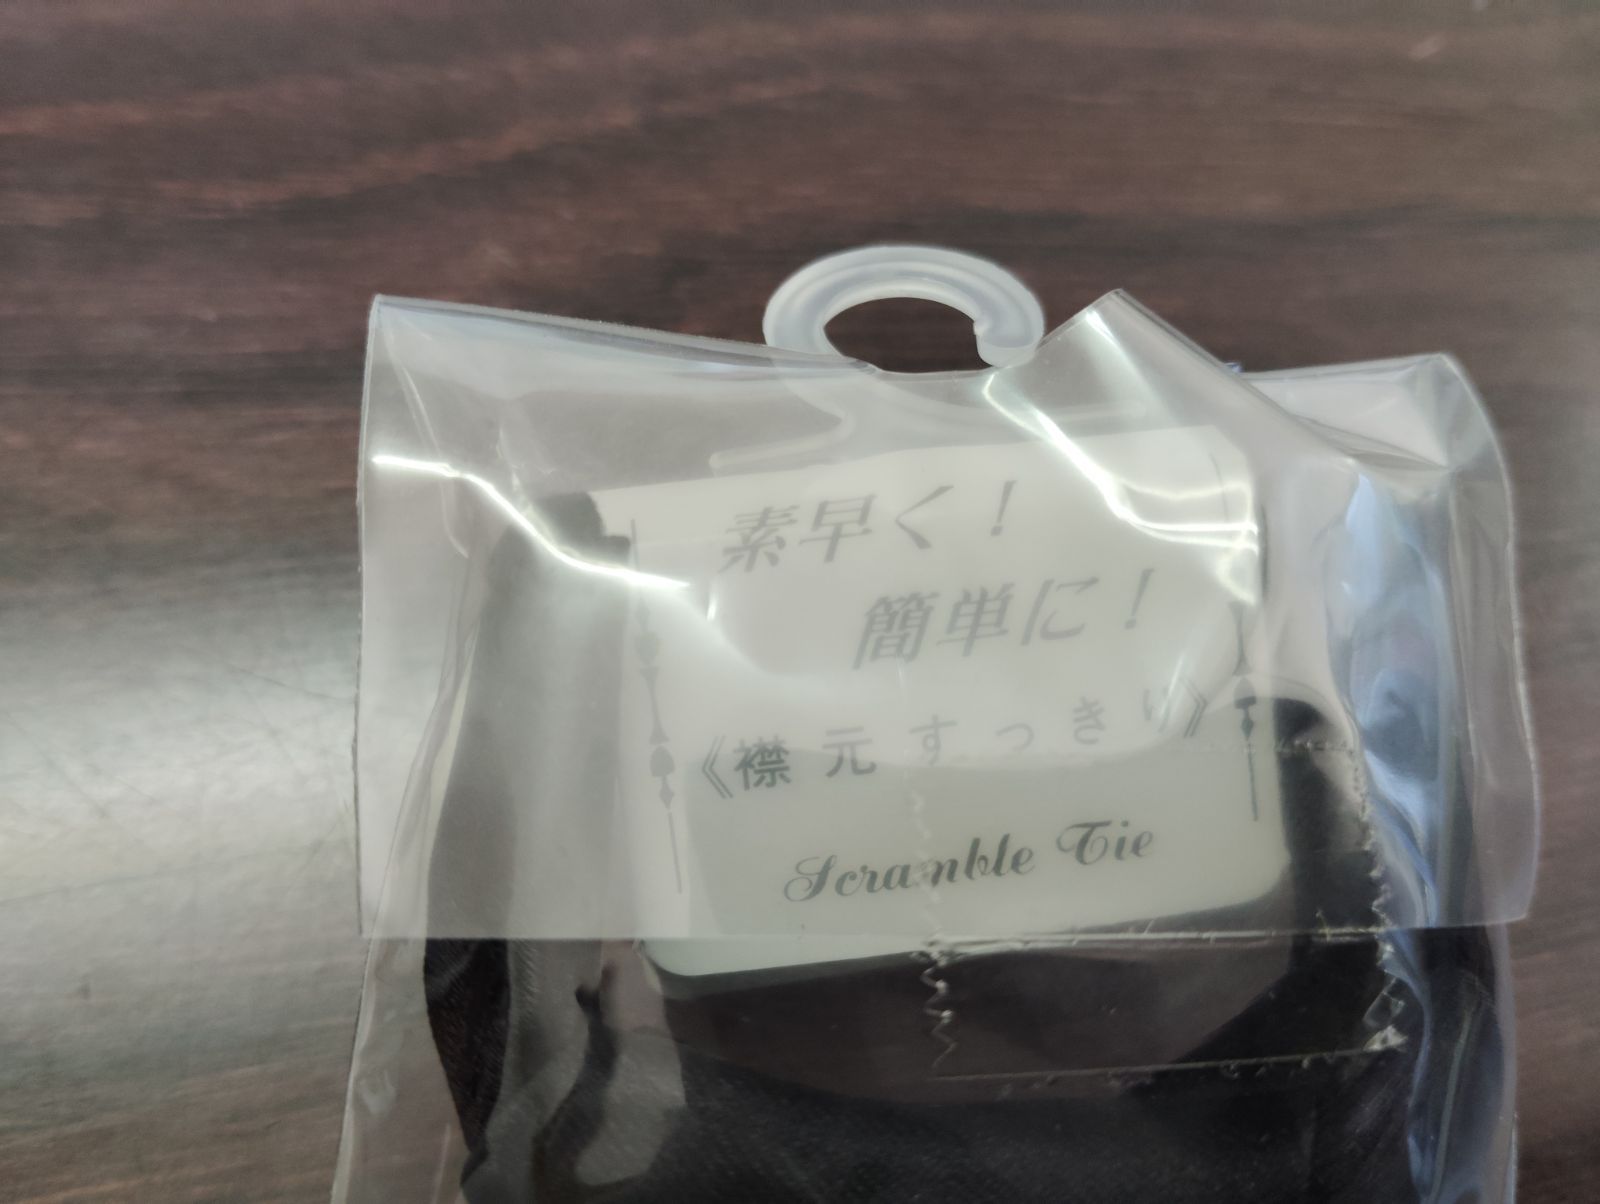 素早く！
簡単に！
《襟元すっきり》
Scramble Tie